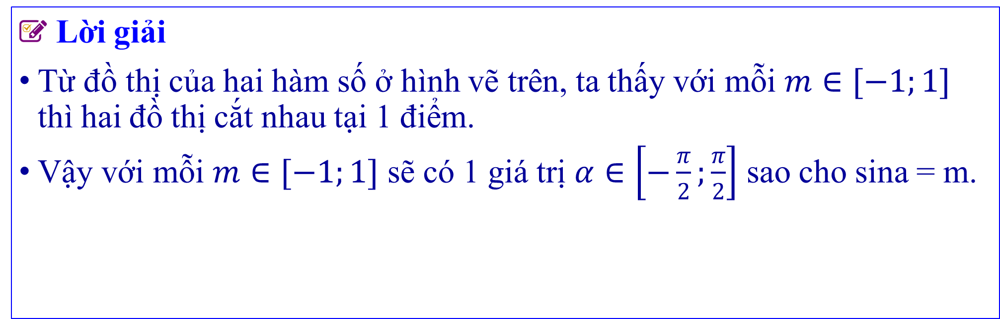 Lời giải
• Từ đồ thị của hai hàm số ở hình vẽ trên, ta thấy với mỗi 𝑚 ∈ [−1; 1]
thì hai đồ thị cắt nhau tại 1 điểm.
• Vậy với mỗi 𝑚 ∈ [−1; 1] sẽ có 1 giá trị 𝛼 ∈ [−𝜋/2; 𝜋/2] sao cho sina = m.